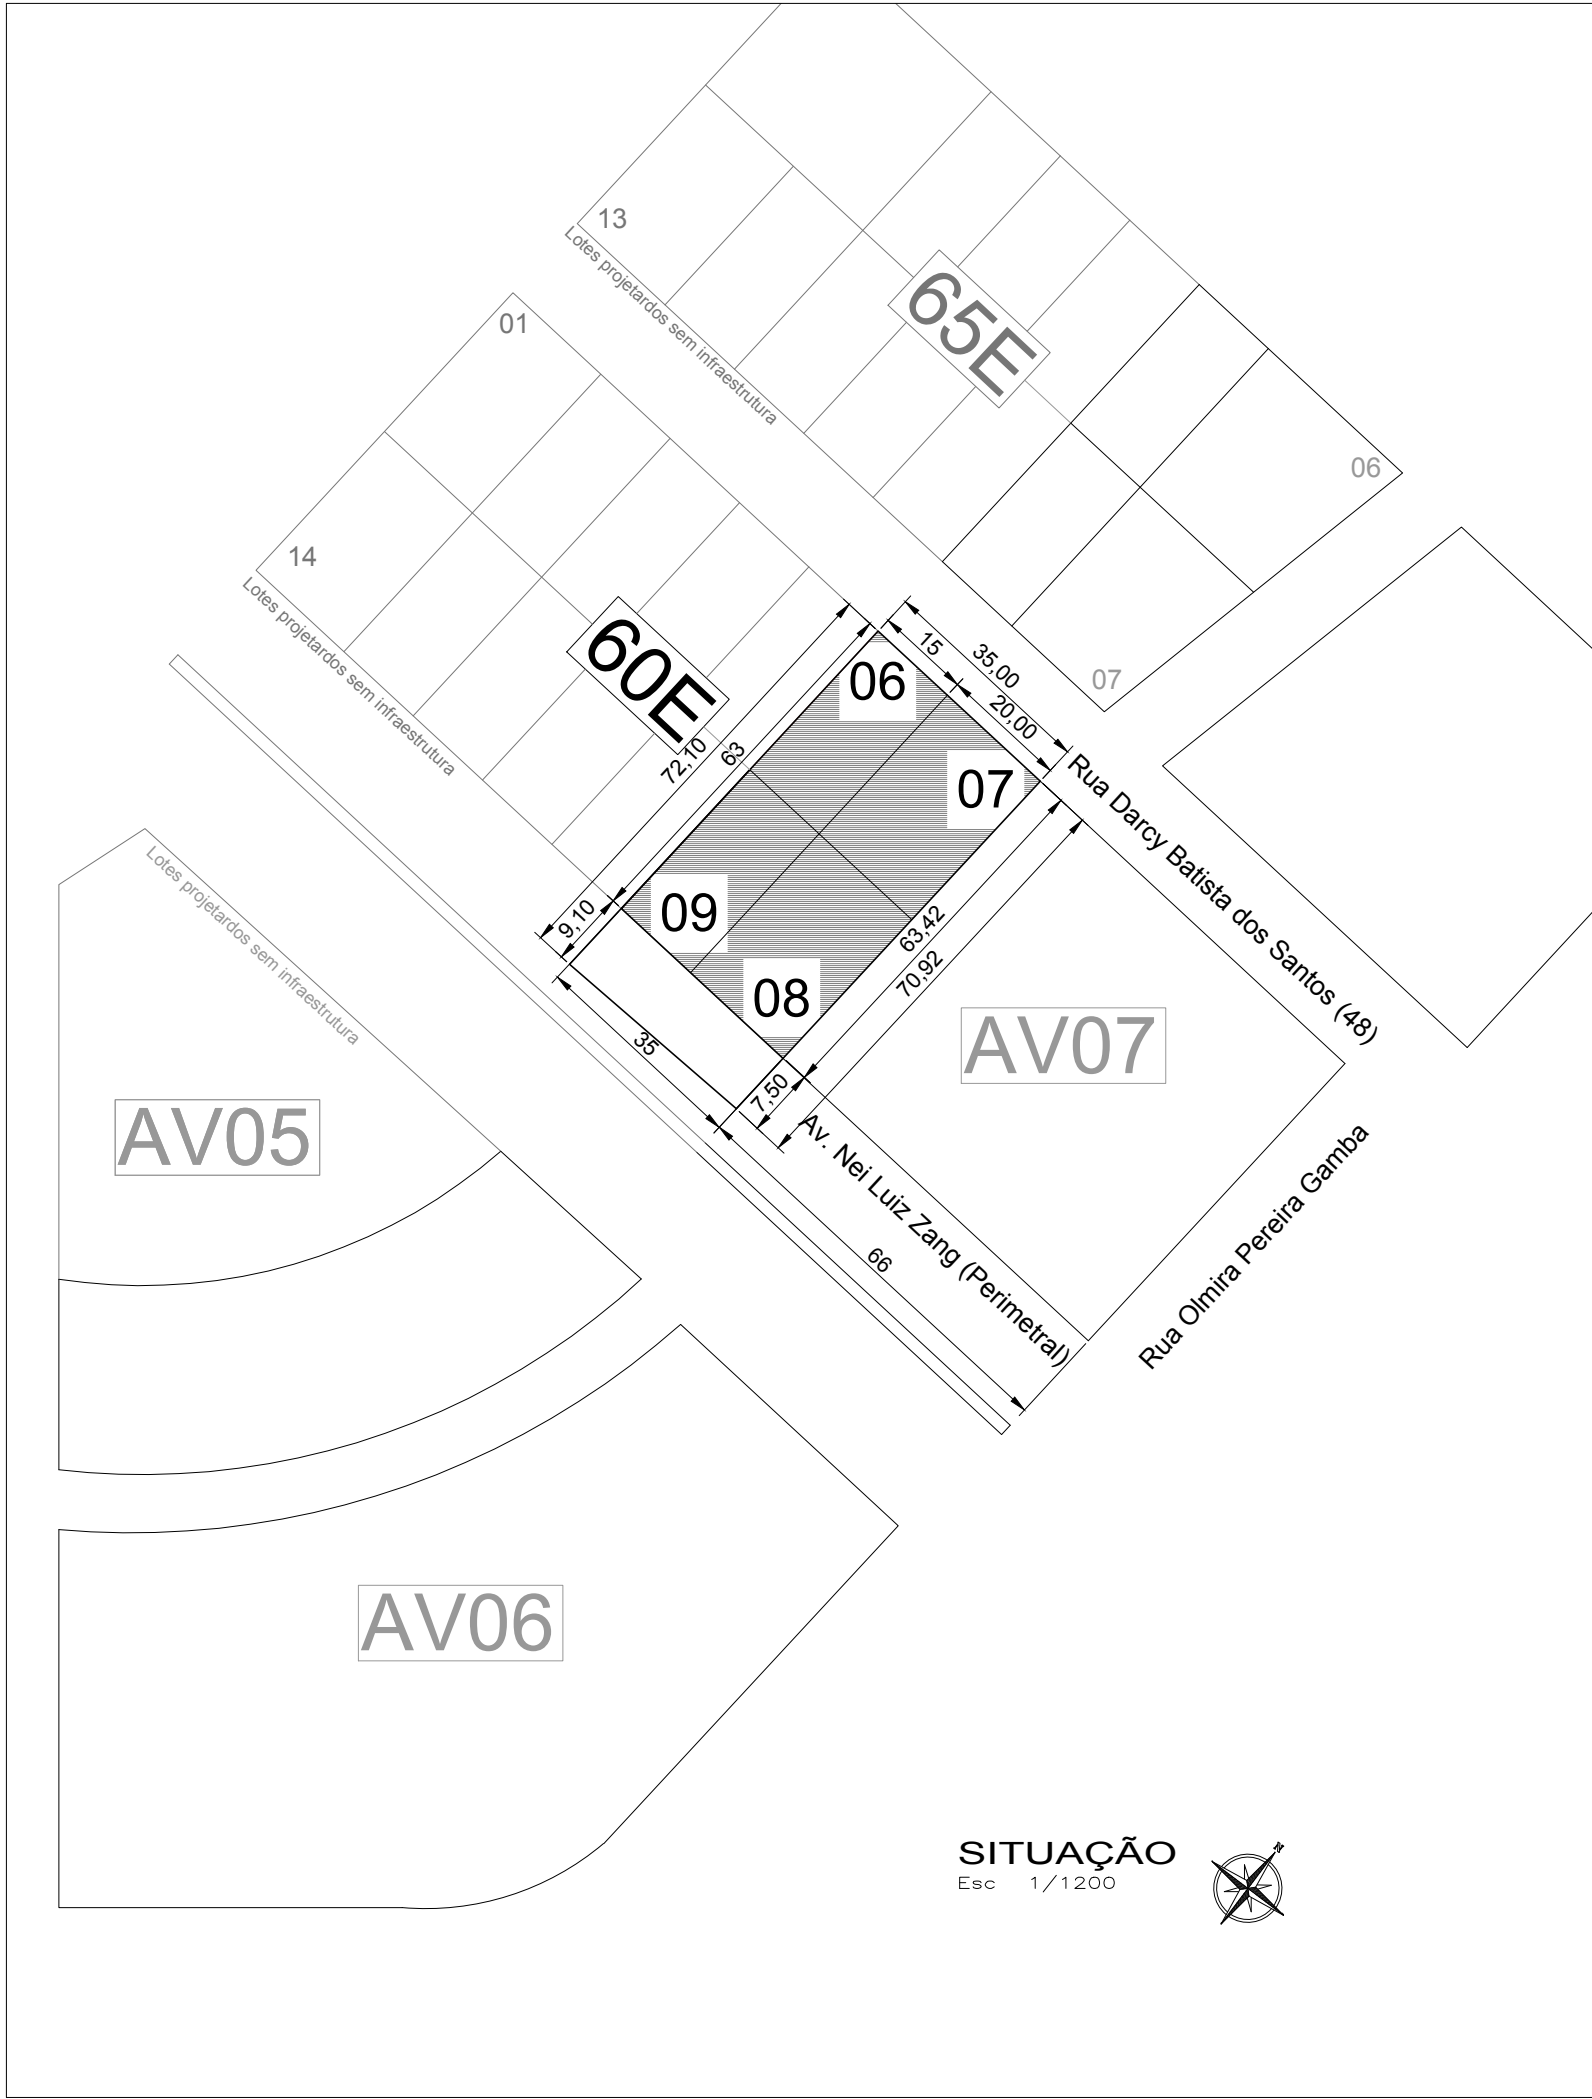 13
Lotes projetardos sem infraestrutura
65E
01
06
14
Lotes projetardos sem infraestrutura
60E
07
15
35,00
20,00
06
72,10
63
07
Rua Darcy Batista dos Santos (48)
09
9,10
08
63,42
70,92
35
7,50
AV07
Lotes projetardos sem infraestrutura
AV05
Av. Nei Luiz Zang (Perimetral)
66
Rua Olmira Pereira Gamba
AV06
SITUAÇÃO
Esc 1/1200
N